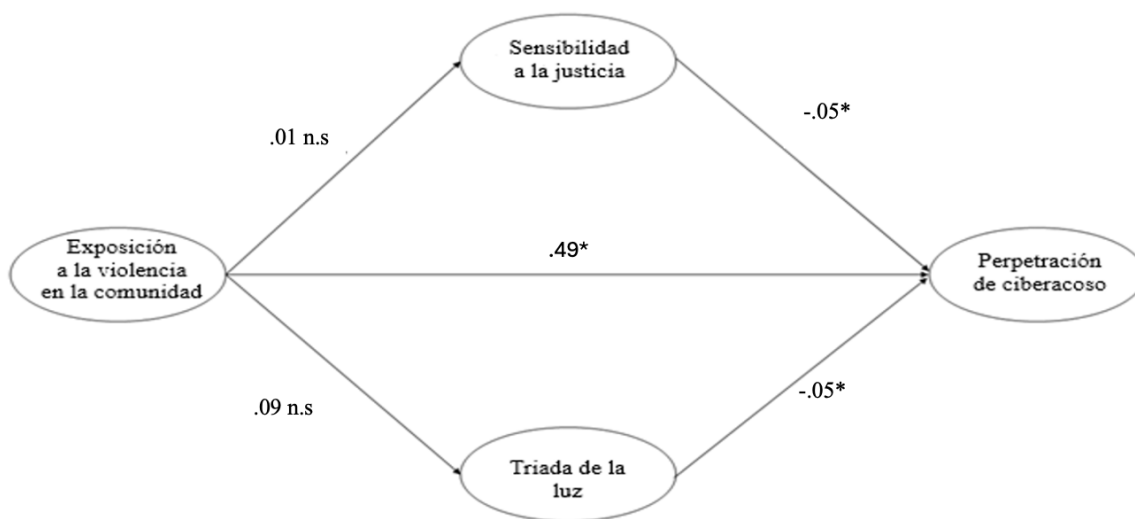 Sensibilidad
a la justicia
-.05*
.01 n.s
.49*
Exposición
a la violencia
en la comunidad
Perpetración
de ciberacoso
.09 n.s
-.05*
Triada de la
luz